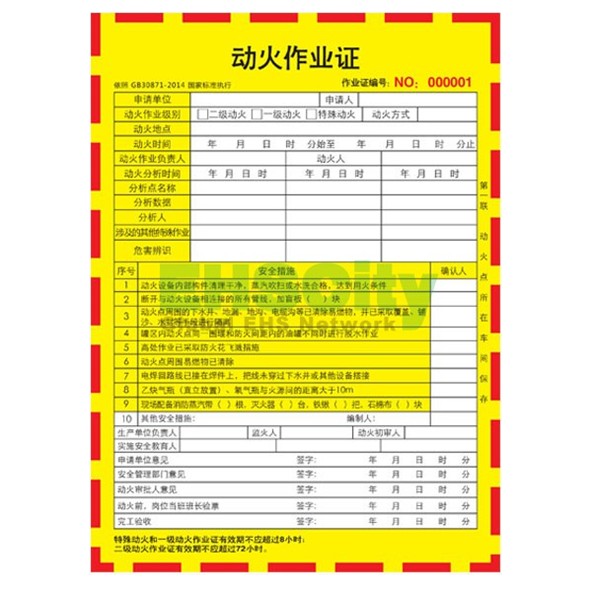 动火作业证
依照 GB30871-2014 国家标准执行 作业证编号: NO: 000001
申请单位 申请人
动火作业级别 □二级动火 □一级动火 □特殊动火 动火方式
动火地点
动火时间 年 月 日 时 分始至 年 月 日 时 分止
动火作业负责人 动火人
动火分析时间 年 月 日 时 年 月 日 时 年 月 日 时
分析点名称
分析数据
分析人
涉及的其他特殊作业
危害辨识
序号 安全措施 确认人
1 动火设备内部构件清理干净，蒸汽吹扫或水洗合格，达到用火条件
2 断开与动火设备相连接的所有管线，加盲板（ ）块
3 动火点周围的下水井、地漏、地沟、电缆沟等已清除易燃物，并已采取覆盖、铺
沙、水封等手段进行隔离
4 罐区内动火点同一围堰和防火间距内的油罐不同时进行脱水作业
5 高处作业已采取防火花飞溅措施
6 动火点周围易燃物已清除
7 电焊回路线已接在焊件上，把线未穿过下水井或其他设备搭接
8 乙炔气瓶（直立放置）、氧气瓶与火源间的距离大于10m
9 现场配备消防蒸汽带（ ）根，灭火器（ ）台，铁锹（ ）把，石棉布（ ）块
10 其他安全措施: 编制人:
生产单位负责人 监火人 动火初审人
实施安全教育人
申请单位意见 签字: 年 月 日 时 分
安全管理部门意见 签字: 年 月 日 时 分
动火审批人意见 签字: 年 月 日 时 分
动火前，岗位当班班长验票 签字: 年 月 日 时 分
完工验收 签字: 年 月 日 时 分
特殊动火和一级动火作业证有效期不应超过8小时;
二级动火作业证有效期不应超过72小时。
第一联 动火点所在车间保存
EHSCity
EHS Network